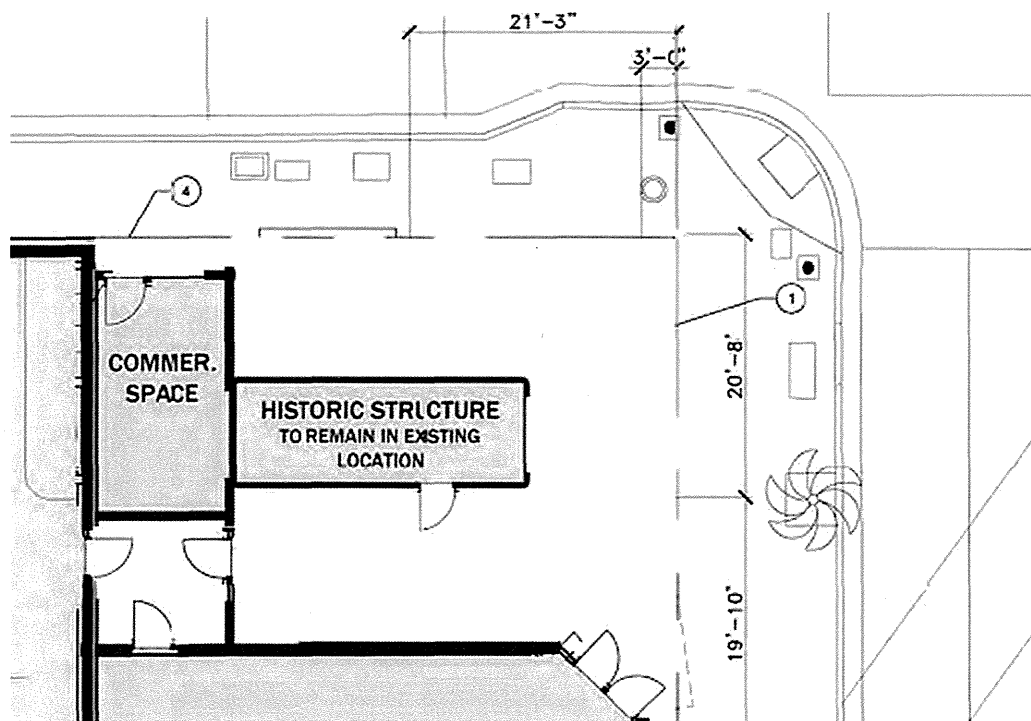 21'-3"
3'-0"
4
1
COMMER.
SPACE
HISTORIC STRUCTURE
TO REMAIN IN EXISTING
LOCATION
20'-8"
19'-10"